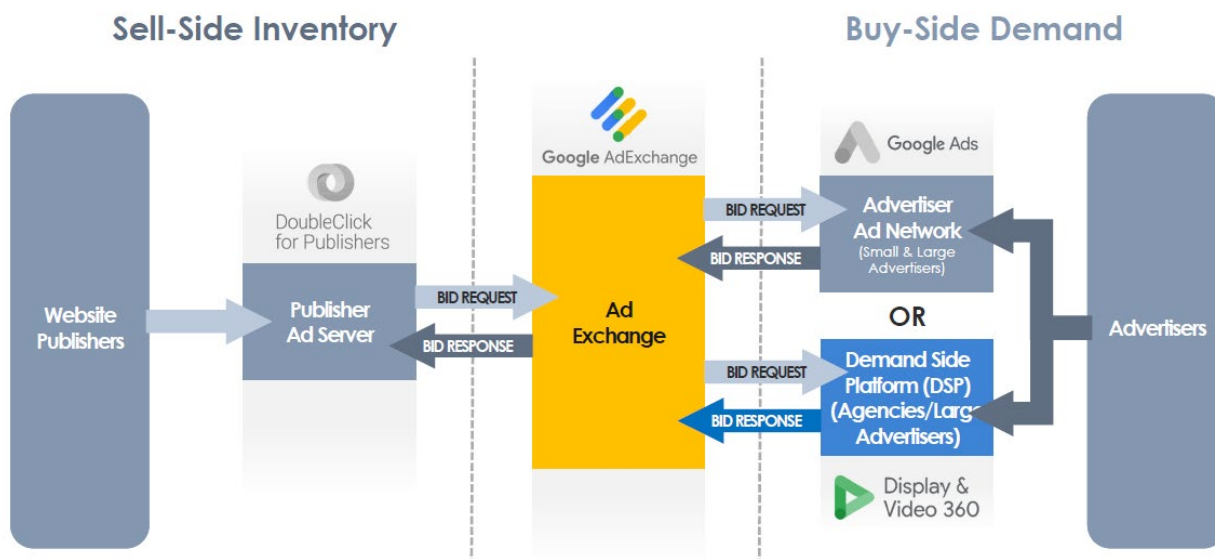 Sell-Side Inventory
Buy-Side Demand
Website
Publishers
DoubleClick
for Publishers
Publisher
Ad Server
BID REQUEST
BID RESPONSE
Google AdExchange
Ad
Exchange
BID REQUEST
BID RESPONSE
BID REQUEST
BID RESPONSE
Google Ads
Advertiser
Ad Network
(Small & Large
Advertisers)
OR
Demand Side
Platform (DSP)
(Agencies/Large
Advertisers)
Display &
Video 360
Advertisers